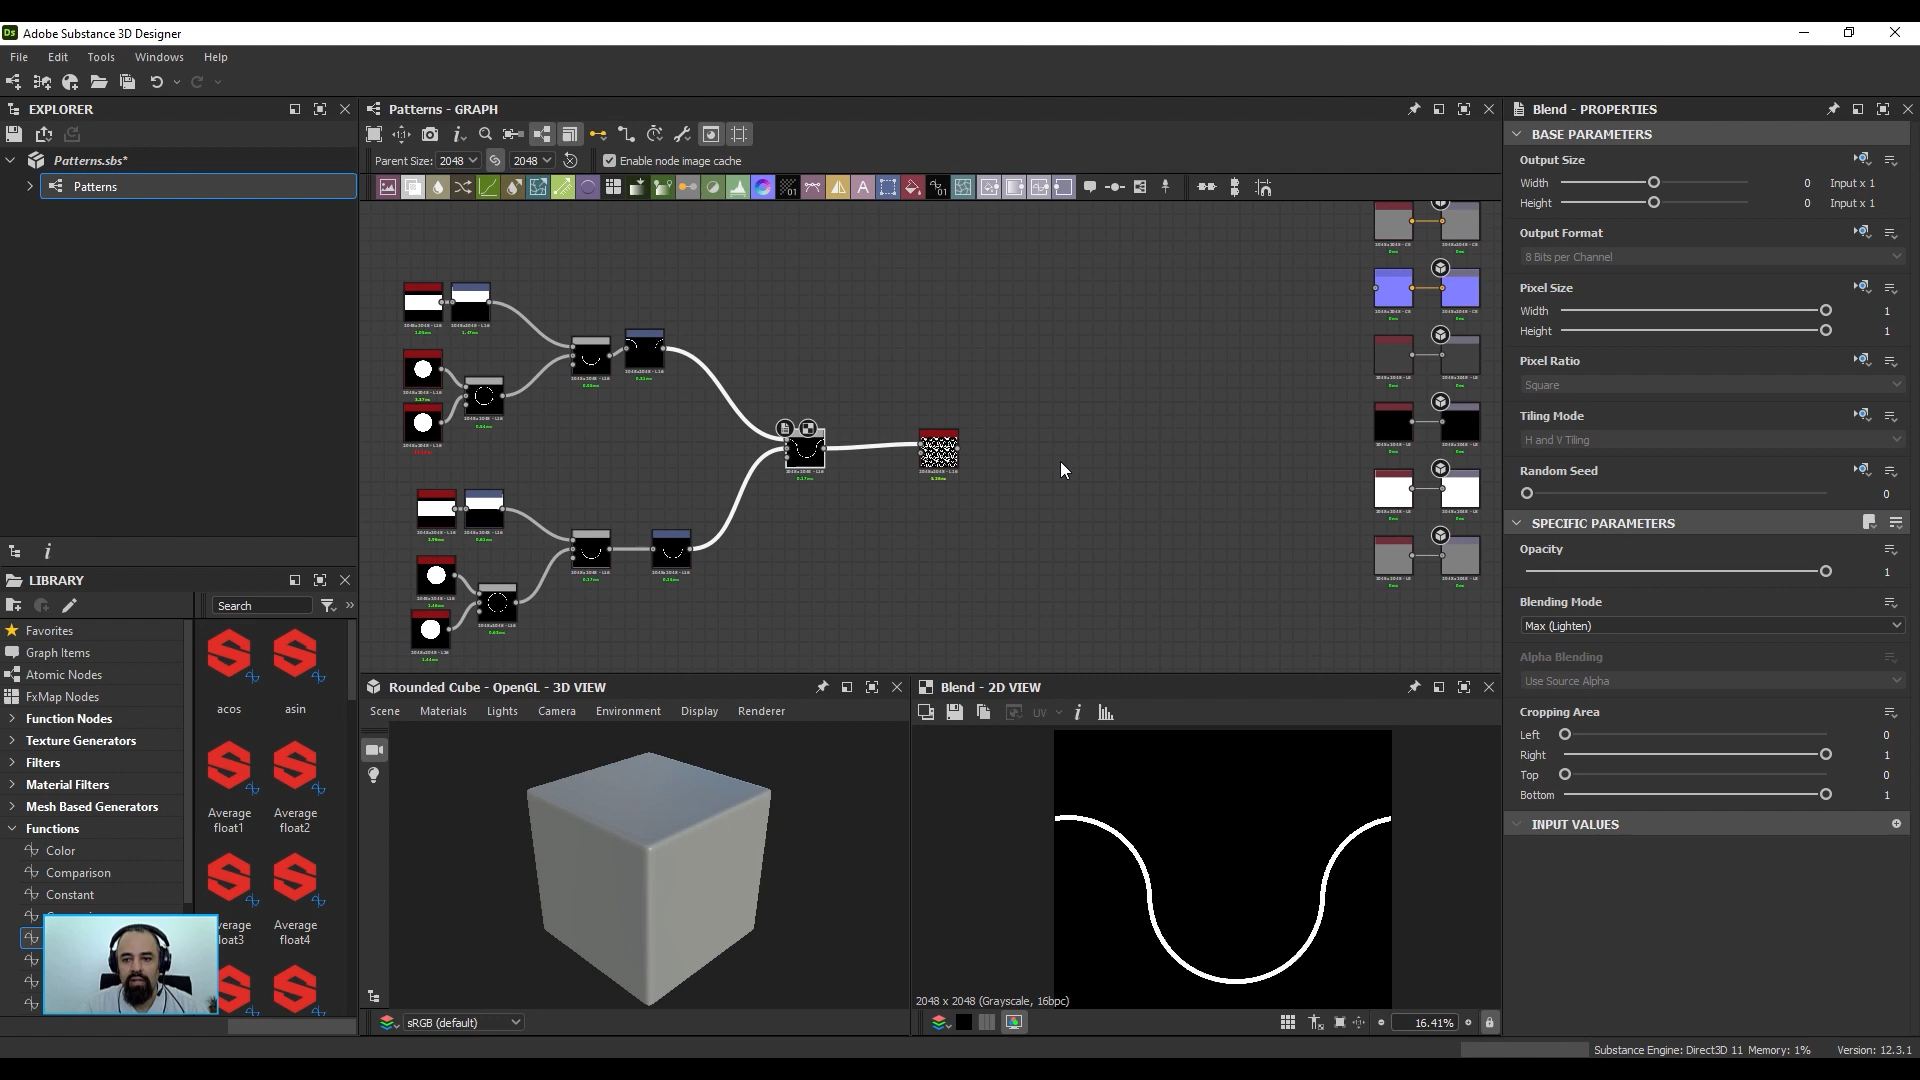 Ds Adobe Substance 3D Designer
File Edit Tools Windows Help
EXPLORER
Patterns.sbs*
Patterns
Patterns - GRAPH
Parent Size: 2048 2048 Enable node image cache
LIBRARY
Search
Favorites
Graph Items
Atomic Nodes
FxMap Nodes
Function Nodes
Texture Generators
Filters
Material Filters
Mesh Based Generators
Functions
Color
Comparison
Constant
acos
asin
Average float1
Average float2
verage
loat3
Average float4
Rounded Cube - OpenGL - 3D VIEW
Scene Materials Lights Camera Environment Display Renderer
sRGB (default)
Blend - 2D VIEW
UV
2048 x 2048 (Grayscale, 16bpc)
16.41%
Blend - PROPERTIES
BASE PARAMETERS
Output Size
Width 0 Input x 1
Height 0 Input x 1
Output Format
8 Bits per Channel
Pixel Size
Width 1
Height 1
Pixel Ratio
Square
Tiling Mode
H and V Tiling
Random Seed
0
SPECIFIC PARAMETERS
Opacity
1
Blending Mode
Max (Lighten)
Alpha Blending
Use Source Alpha
Cropping Area
Left 0
Right 1
Top 0
Bottom 1
INPUT VALUES
Substance Engine: Direct3D 11 Memory: 1% Version: 12.3.1